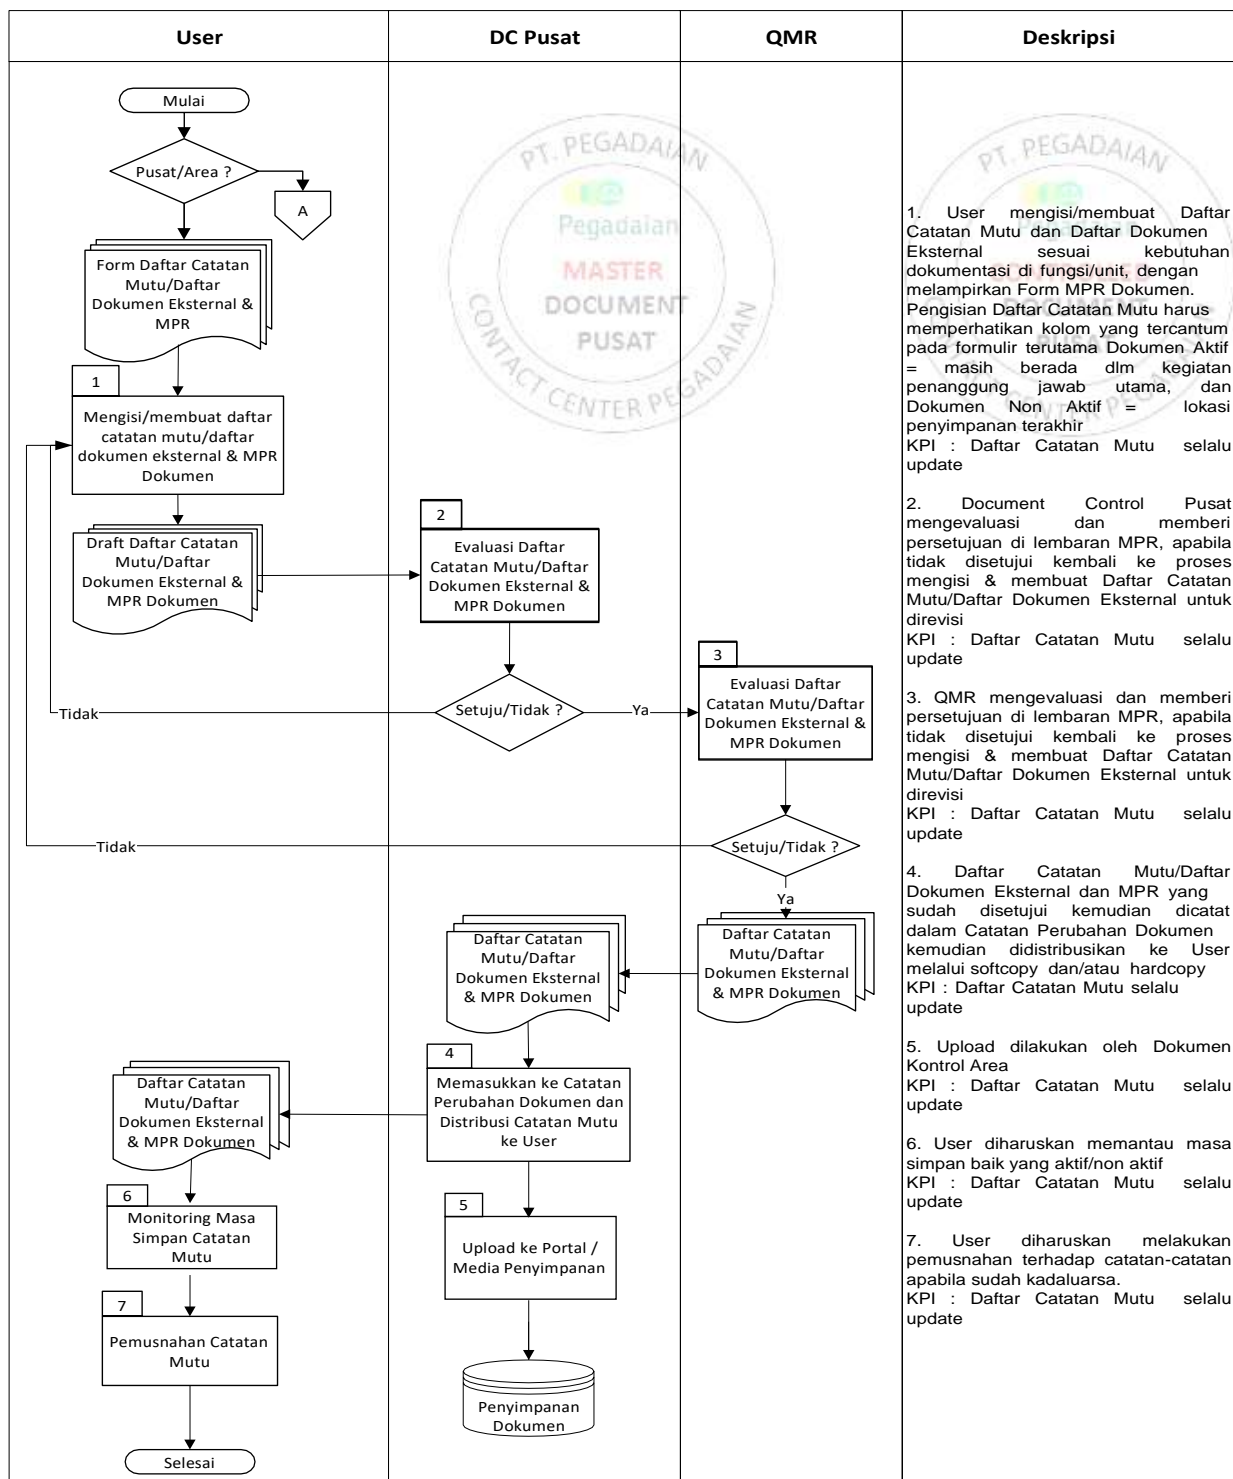 User
DC Pusat
QMR
Deskripsi
Mulai
Pusat/Area ?
A
Form Daftar Catatan
Mutu/Daftar
Dokumen Eksternal &
MPR
1
Mengisi/membuat daftar
catatan mutu/daftar
dokumen eksternal & MPR
Dokumen
Draft Daftar Catatan
Mutu/Daftar
Dokumen Eksternal &
MPR Dokumen
2
Evaluasi Daftar
Catatan Mutu/Daftar
Dokumen Eksternal &
MPR Dokumen
Setuju/Tidak ?
Tidak
Ya
3
Evaluasi Daftar
Catatan Mutu/Daftar
Dokumen Eksternal &
MPR Dokumen
Setuju/Tidak ?
Tidak
Ya
Daftar Catatan
Mutu/Daftar
Dokumen Eksternal
& MPR Dokumen
Daftar Catatan
Mutu/Daftar
Dokumen Eksternal
& MPR Dokumen
4
Memasukkan ke Catatan
Perubahan Dokumen dan
Distribusi Catatan Mutu
ke User
Daftar Catatan
Mutu/Daftar
Dokumen Eksternal
& MPR Dokumen
5
Upload ke Portal /
Media Penyimpanan
Penyimpanan
Dokumen
6
Monitoring Masa
Simpan Catatan
Mutu
7
Pemusnahan Catatan
Mutu
Selesai
PT. PEGADAIAN
Pegadaian
MASTER
DOCUMENT
PUSAT
CONTACT CENTER PEGADAIAN
PT. PEGADAIAN
Pegadaian
CONTROLLED
DOCUMENT
PUSAT
CONTACT CENTER PEGADAIAN
1. User mengisi/membuat Daftar
Catatan Mutu dan Daftar Dokumen
Eksternal sesuai kebutuhan
dokumentasi di fungsi/unit, dengan
melampirkan Form MPR Dokumen.
Pengisian Daftar Catatan Mutu harus
memperhatikan kolom yang tercantum
pada formulir terutama Dokumen Aktif
= masih berada dlm kegiatan
penanggung jawab utama, dan
Dokumen Non Aktif = lokasi
penyimpanan terakhir
KPI : Daftar Catatan Mutu selalu
update
2. Document Control Pusat
mengevaluasi dan memberi
persetujuan di lembaran MPR, apabila
tidak disetujui kembali ke proses
mengisi & membuat Daftar Catatan
Mutu/Daftar Dokumen Eksternal untuk
direvisi
KPI : Daftar Catatan Mutu selalu
update
3. QMR mengevaluasi dan memberi
persetujuan di lembaran MPR, apabila
tidak disetujui kembali ke proses
mengisi & membuat Daftar Catatan
Mutu/Daftar Dokumen Eksternal untuk
direvisi
KPI : Daftar Catatan Mutu selalu
update
4. Daftar Catatan Mutu/Daftar
Dokumen Eksternal dan MPR yang
sudah disetujui kemudian dicatat
dalam Catatan Perubahan Dokumen
kemudian didistribusikan ke User
melalui softcopy dan/atau hardcopy
KPI : Daftar Catatan Mutu selalu
update
5. Upload dilakukan oleh Dokumen
Kontrol Area
KPI : Daftar Catatan Mutu selalu
update
6. User diharuskan memantau masa
simpan baik yang aktif/non aktif
KPI : Daftar Catatan Mutu selalu
update
7. User diharuskan melakukan
pemusnahan terhadap catatan-catatan
apabila sudah kadaluarsa.
KPI : Daftar Catatan Mutu selalu
update